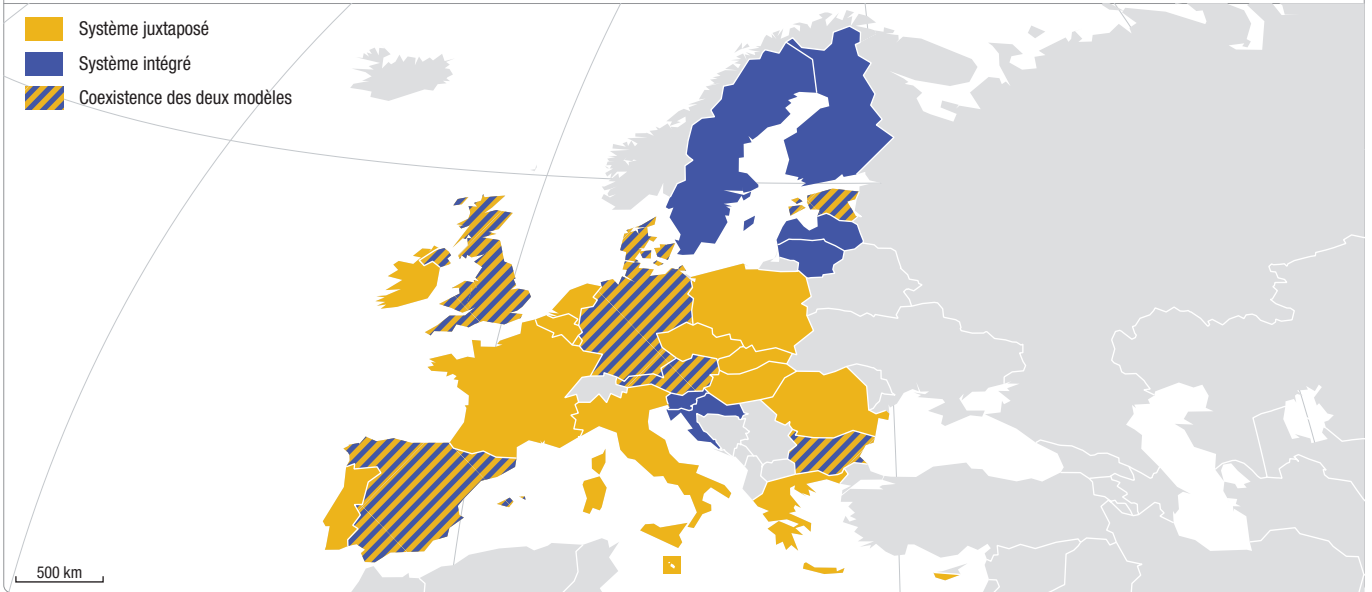 Système juxtaposé
Système intégré
Coexistence des deux modèles
500 km